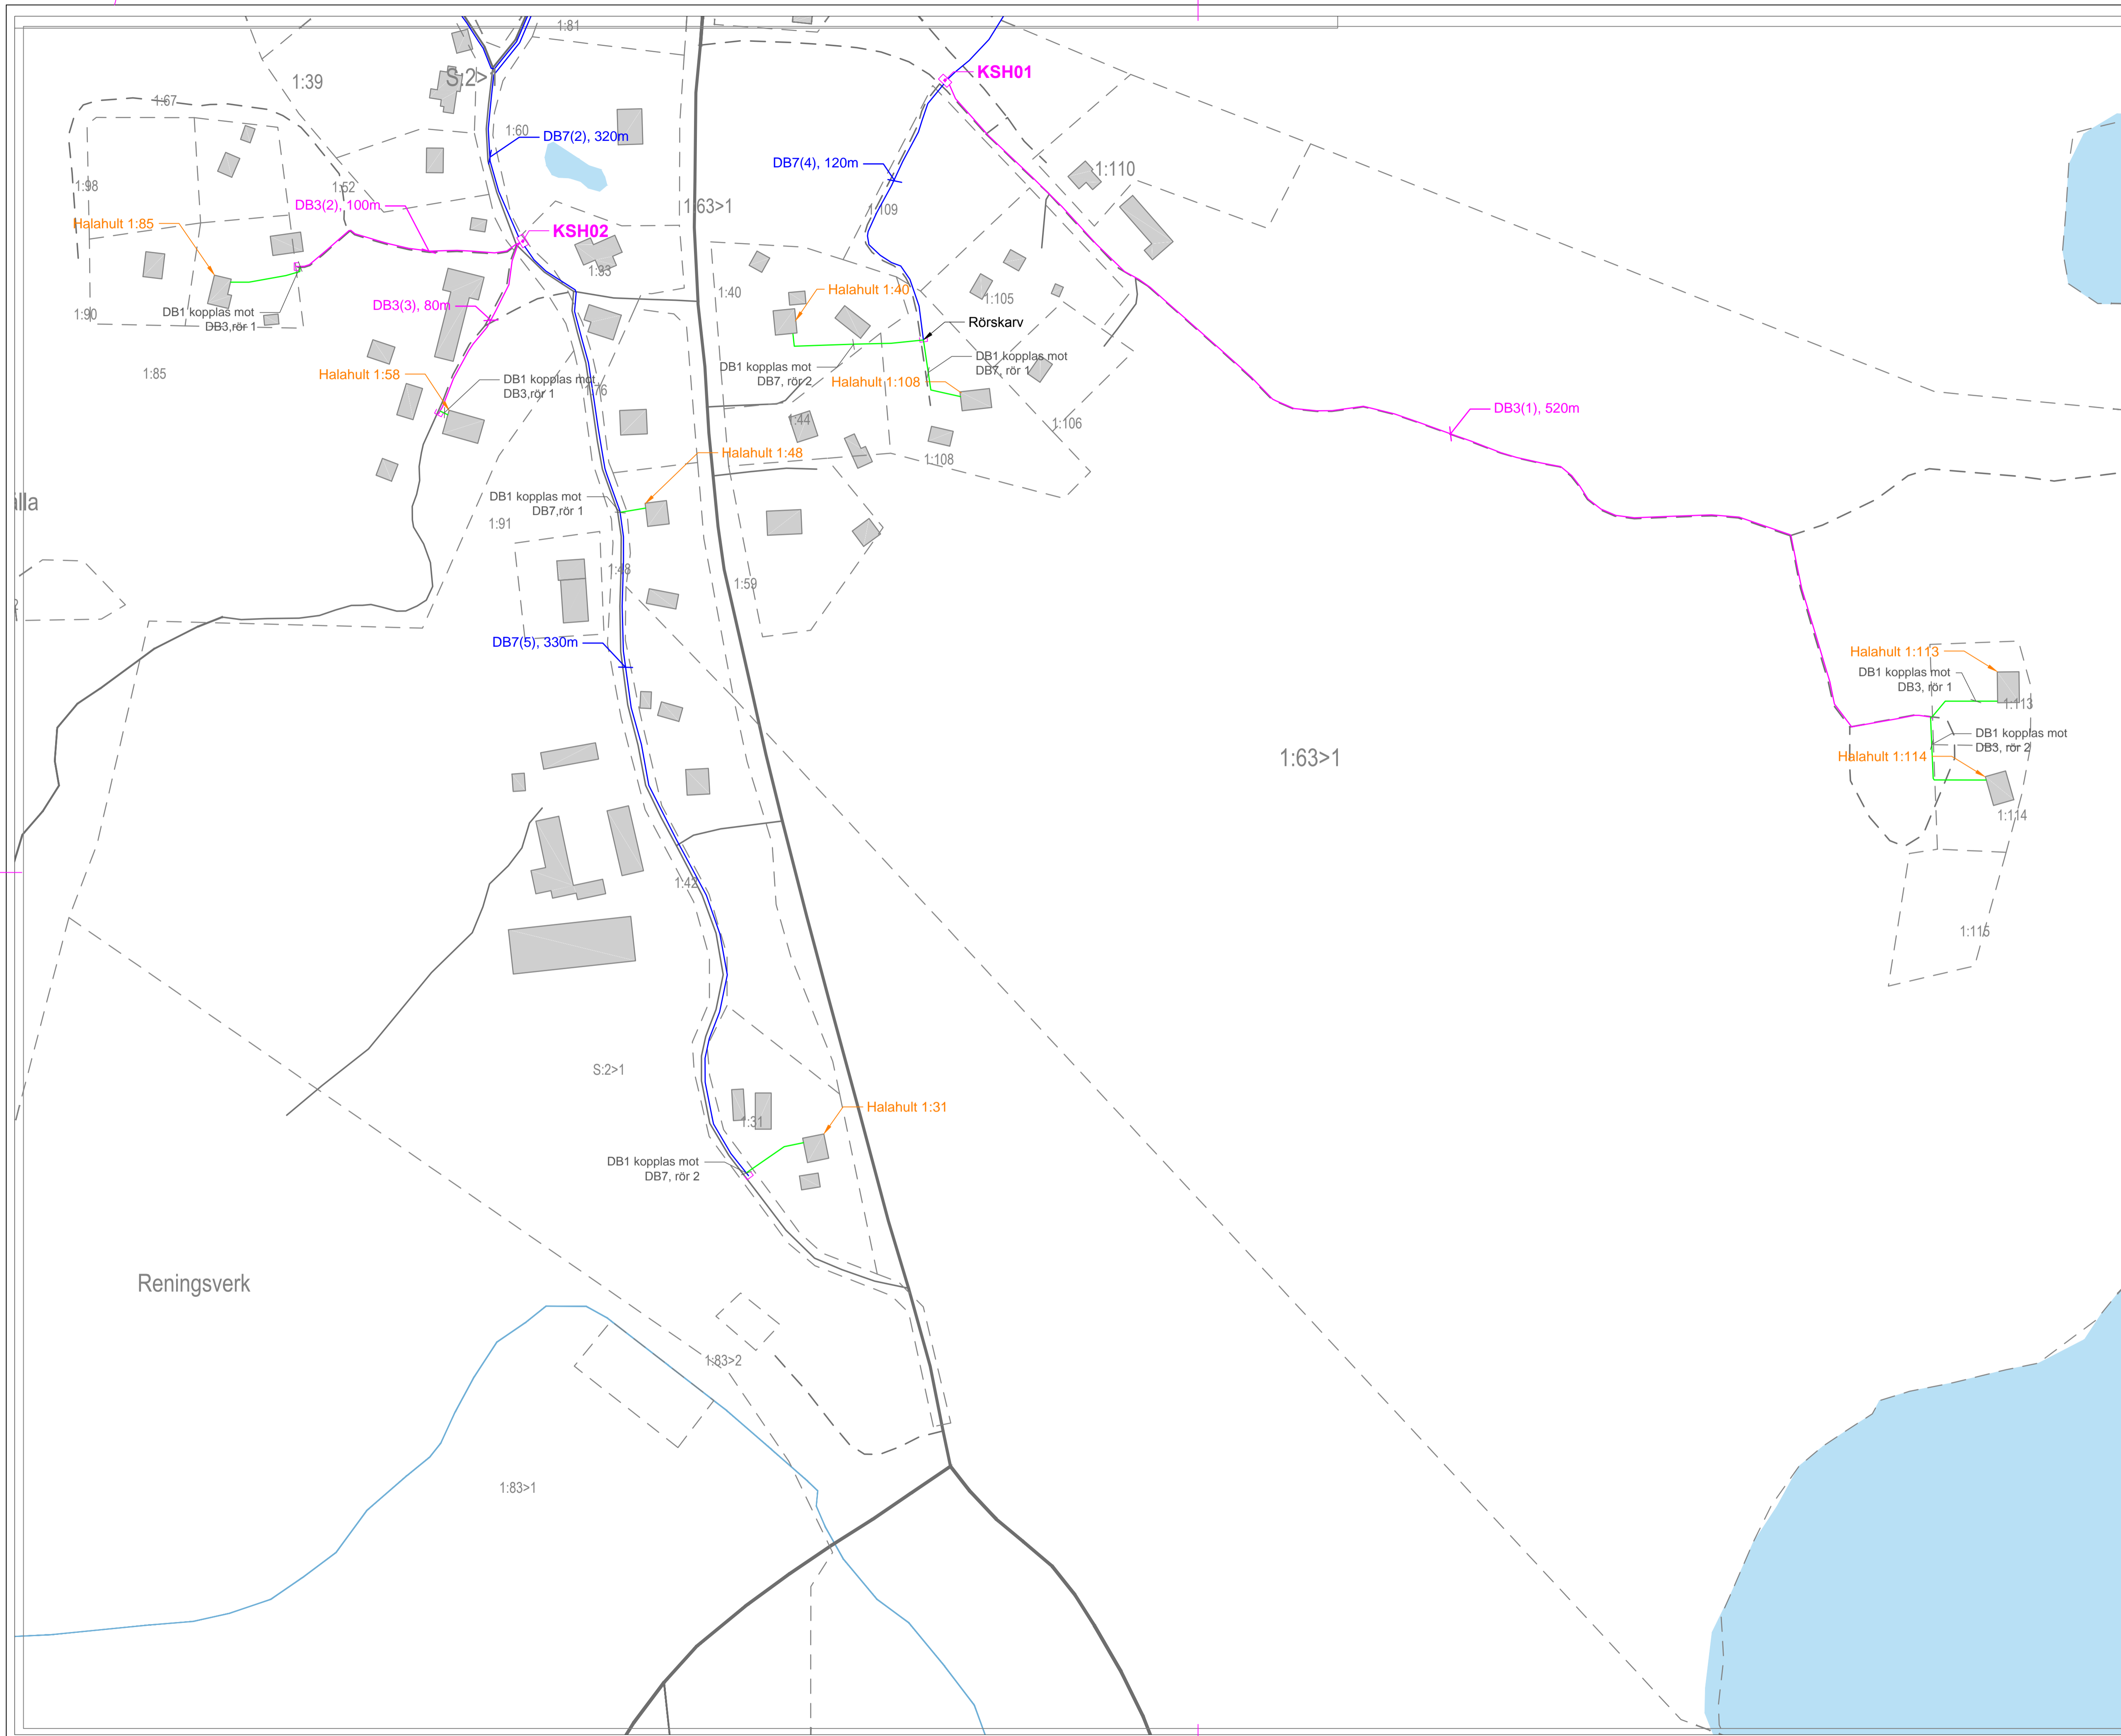 1:81
1:39
S:2>
KSH01
1:67
1:60
DB7(2), 320m
DB7(4), 120m
1:110
1:98
1:52
DB3(2), 100m
1:63>1
1:109
Halahult 1:85
KSH02
1:93
1:40
Halahult 1:40
1:105
DB3(3), 80m
1:90
DB1 kopplas mot
DB3,rör 1
Rörskarv
1:85
Halahult 1:58
DB1 kopplas mot
DB3,rör 1
1:76
DB1 kopplas mot
DB7, rör 2
DB1 kopplas mot
DB7, rör 1
Halahult 1:108
DB3(1), 520m
1:44
1:106
Halahult 1:48
1:108
DB1 kopplas mot
DB7,rör 1
1:91
1:48
1:59
DB7(5), 330m
Halahult 1:113
DB1 kopplas mot
DB3, rör 1
1:113
DB1 kopplas mot
DB3, rör 2
Halahult 1:114
1:63>1
1:114
1:42
1:115
S:2>1
Halahult 1:31
1:31
DB1 kopplas mot
DB7, rör 2
Reningsverk
1:83>2
1:83>1